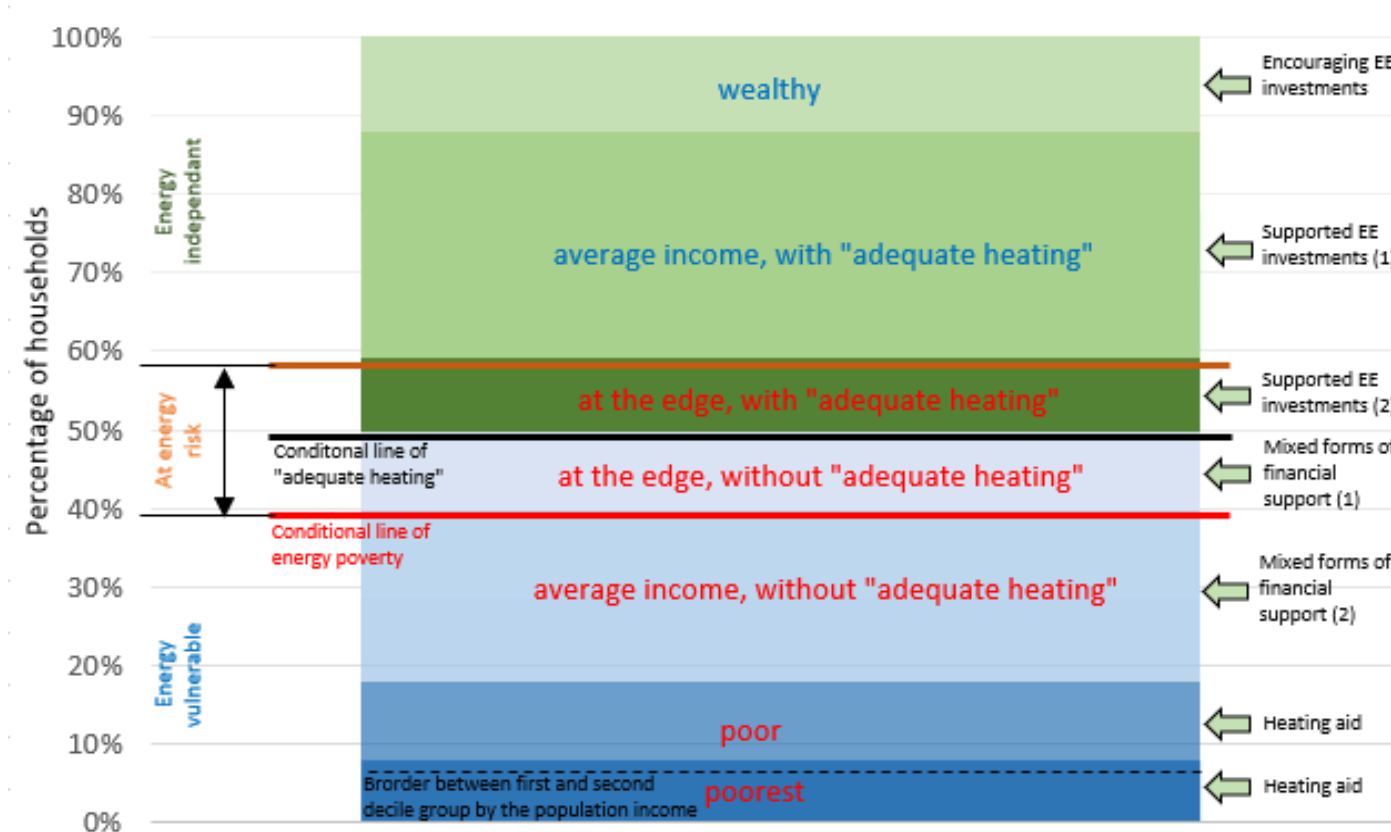 100%
90%
80%
70%
60%
50%
40%
30%
20%
10%
0%
Percentage of households
Energy
independant
At energy
risk
Energy
vulnerable
wealthy
average income, with "adequate heating"
at the edge, with "adequate heating"
Conditonal line of
"adequate heating"
at the edge, without "adequate heating"
Conditional line of
energy poverty
average income, without "adequate heating"
poor
Brorder between first and second
decile group by the population income
poorest
Encouraging EE
investments
Supported EE
investments (1)
Supported EE
investments (2)
Mixed forms of
financial
support (1)
Mixed forms of
financial
support (2)
Heating aid
Heating aid